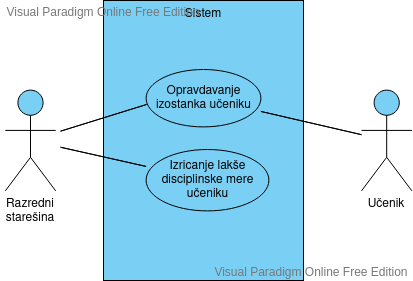 Visual Paradigm Online Free Edition
Sistem
Opravdavanje
izostanka učeniku
Izricanje lakše
disciplinske mere
učeniku
Razredni
starešina
Učenik
Visual Paradigm Online Free Edition